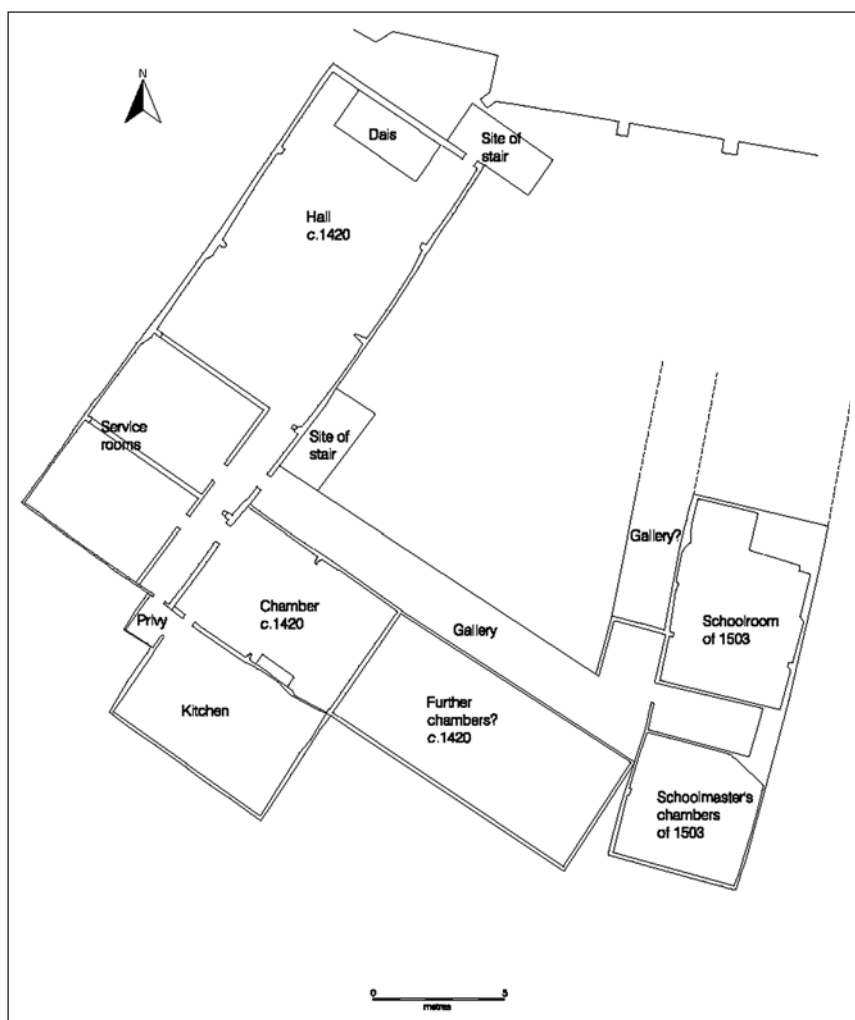 N
Dais
Site of
stair
Hall
c.1420
Service
rooms
Site of
stair
Gallery?
Chamber
c.1420
Privy
Gallery
Schoolroom
of 1503
Kitchen
Further
chambers?
c.1420
Schoolmaster's
chambers
of 1503
0 5
metres